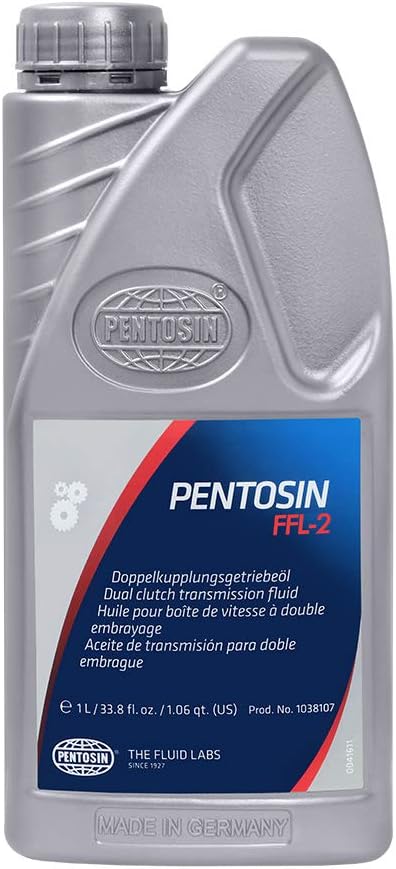 PENTOSIN ®
PENTOSIN
FFL-2
Doppelkupplungsgetriebeöl
Dual clutch transmission fluid
Huile pour boîte de vitesse à double
embrayage
Aceite de transmisión para doble
embrague
℮ 1 L / 33.8 fl. oz. / 1.06 qt. (US) Prod. No. 1038107
0041611
PENTOSIN ® THE FLUID LABS
SINCE 1927
MADE IN GERMANY